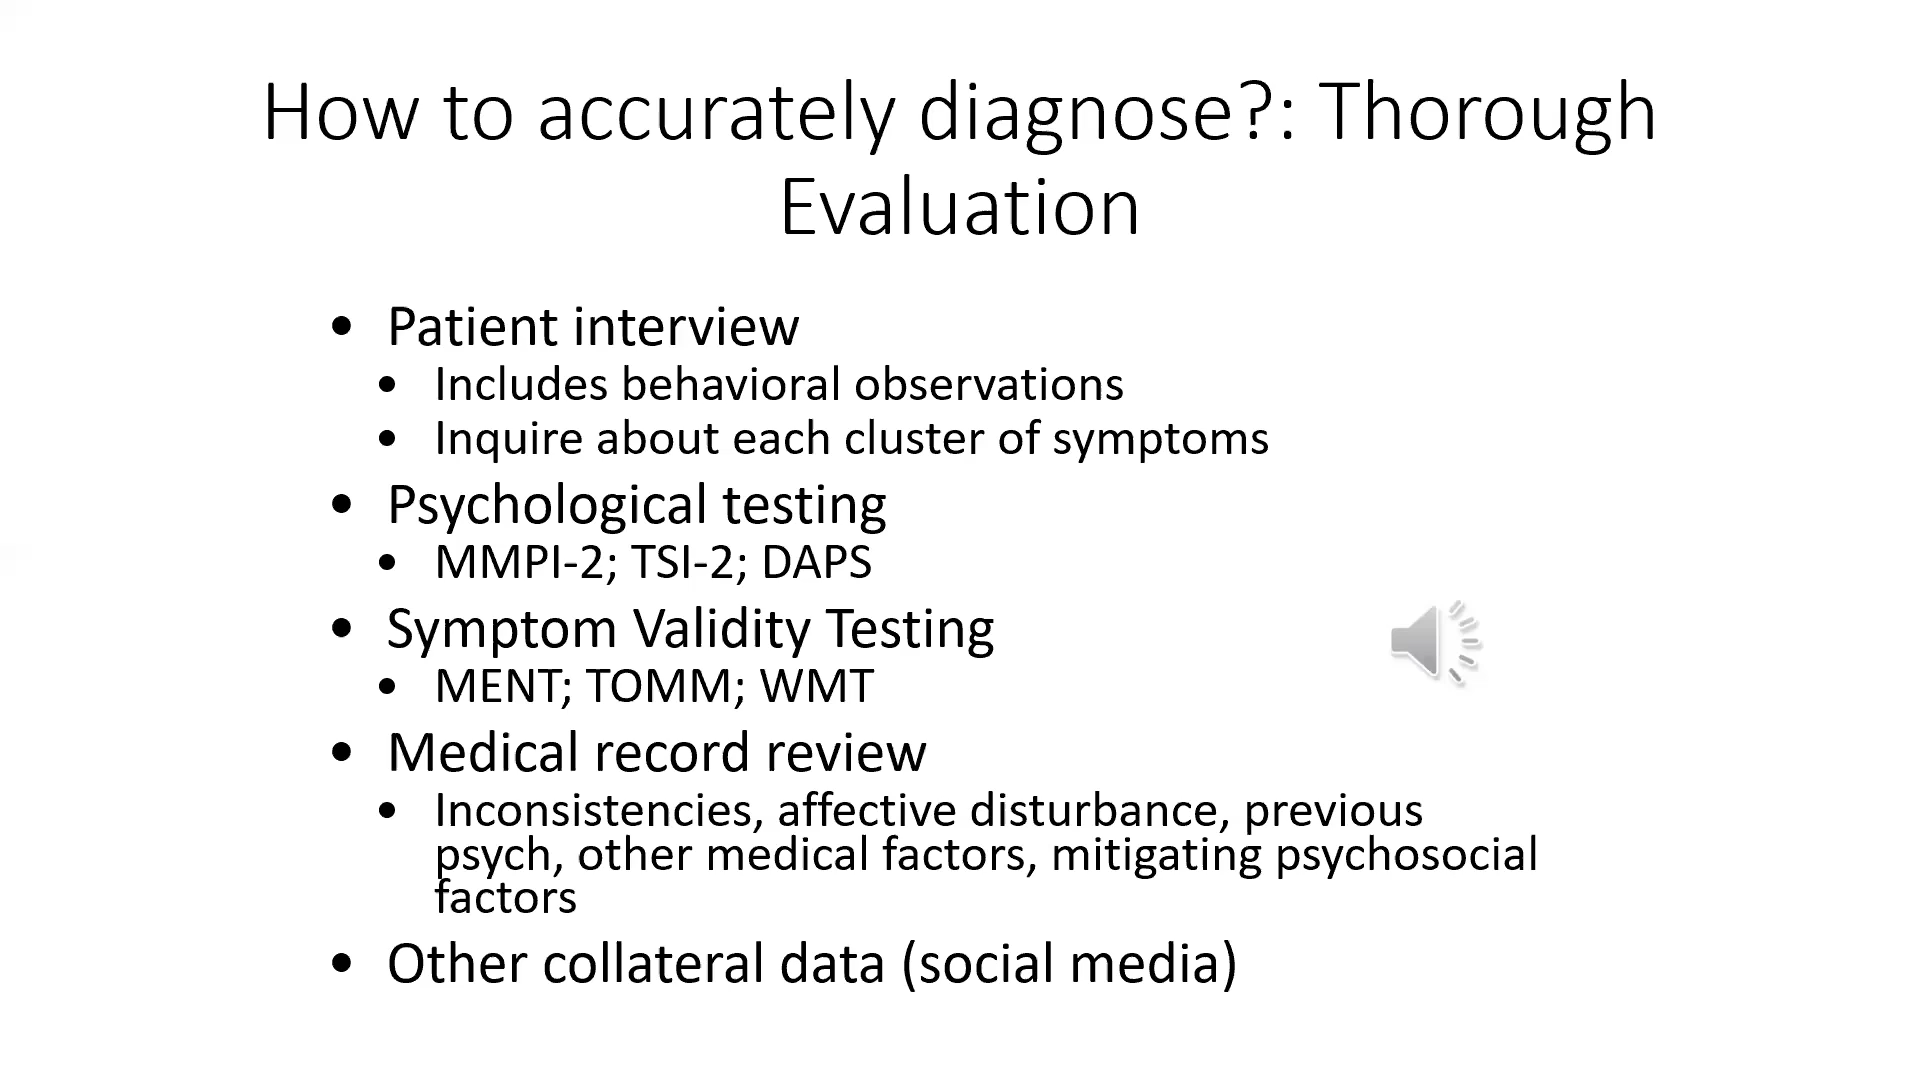 How to accurately diagnose?: Thorough
Evaluation
• Patient interview
• Includes behavioral observations
• Inquire about each cluster of symptoms
• Psychological testing
• MMPI-2; TSI-2; DAPS
• Symptom Validity Testing
• MENT; TOMM; WMT
• Medical record review
• Inconsistencies, affective disturbance, previous
psych, other medical factors, mitigating psychosocial
factors
• Other collateral data (social media)